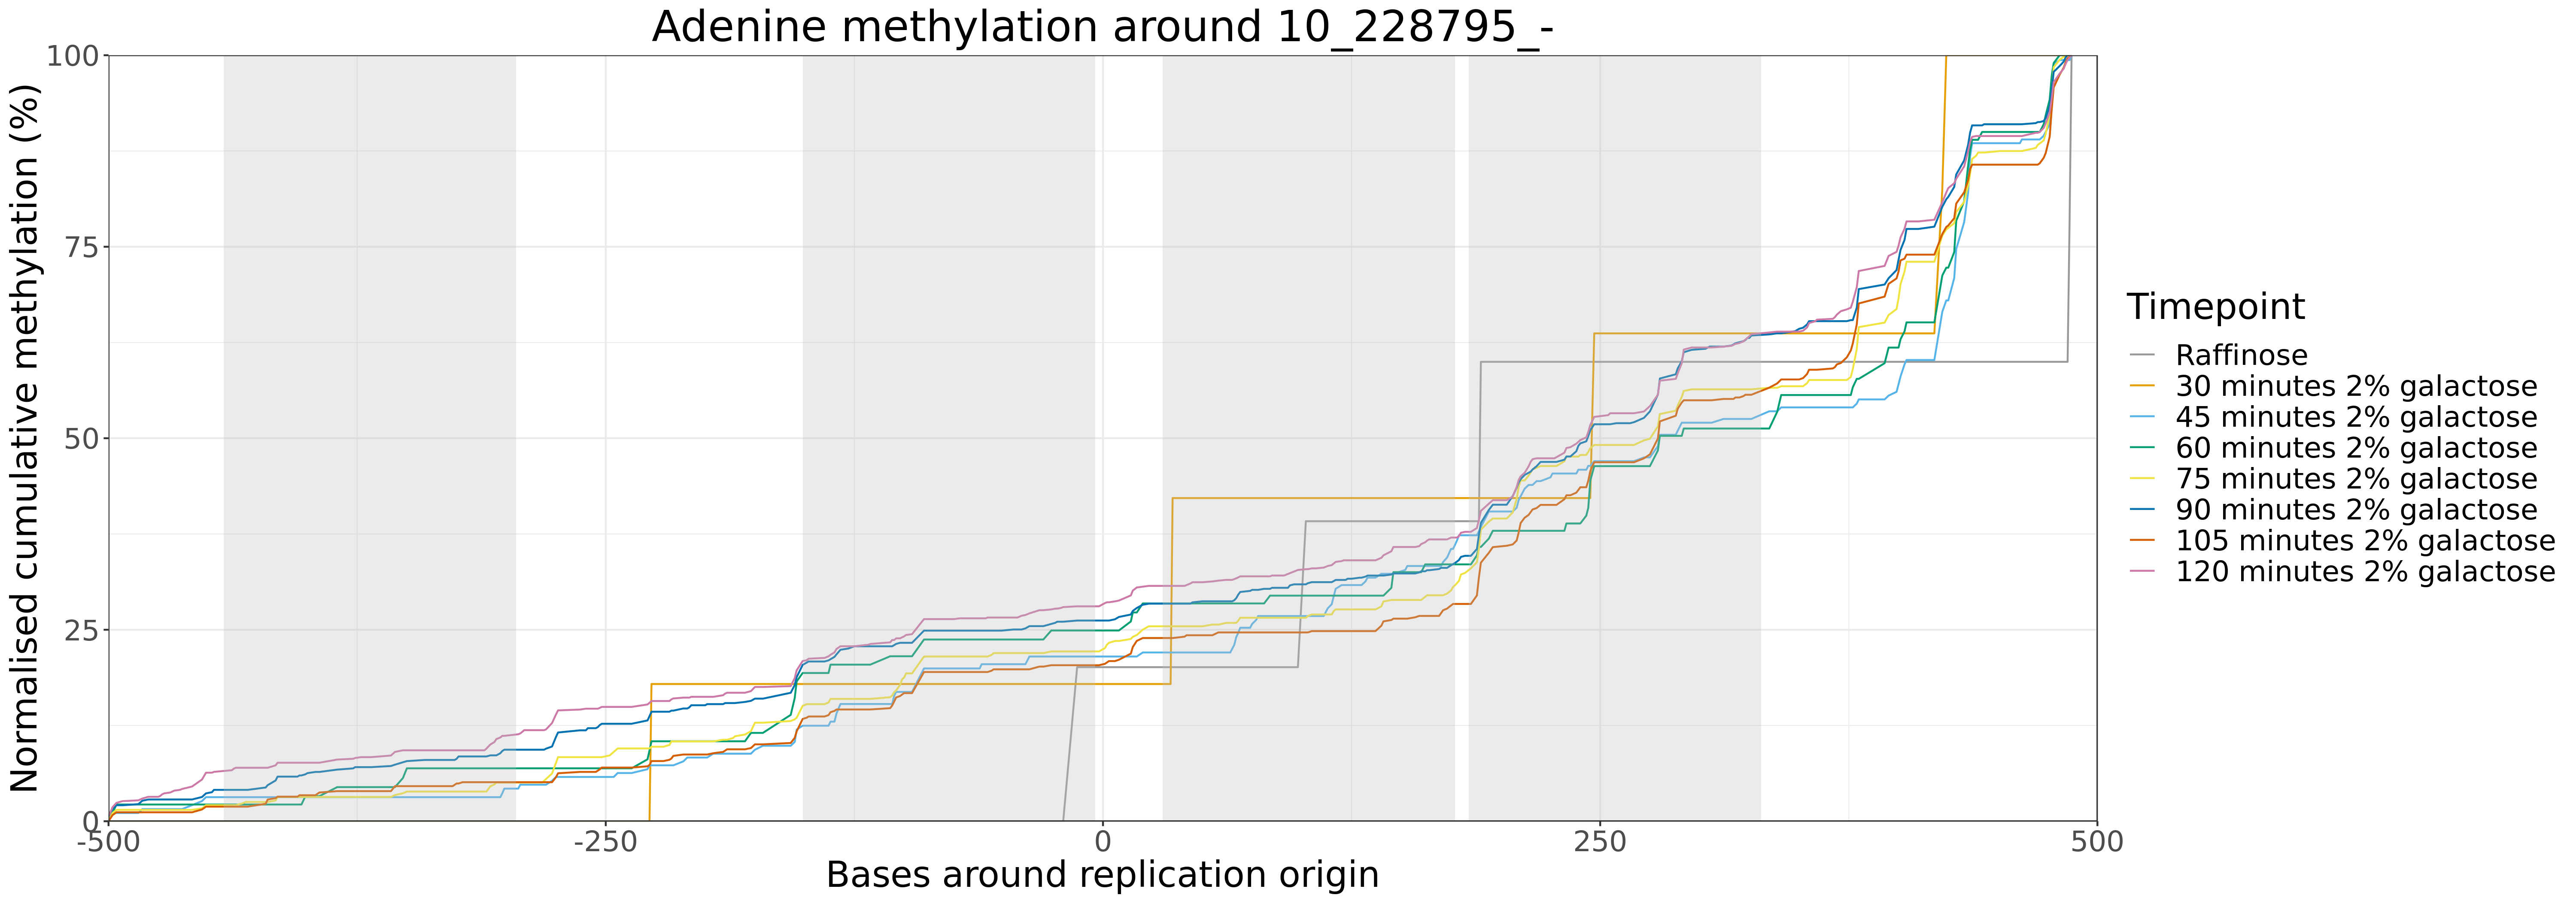 Adenine methylation around 10_228795_-
Normalised cumulative methylation (%)
100
75
50
25
0
-500
-250
0
250
500
Bases around replication origin
Timepoint
Raffinose
30 minutes 2% galactose
45 minutes 2% galactose
60 minutes 2% galactose
75 minutes 2% galactose
90 minutes 2% galactose
105 minutes 2% galactose
120 minutes 2% galactose